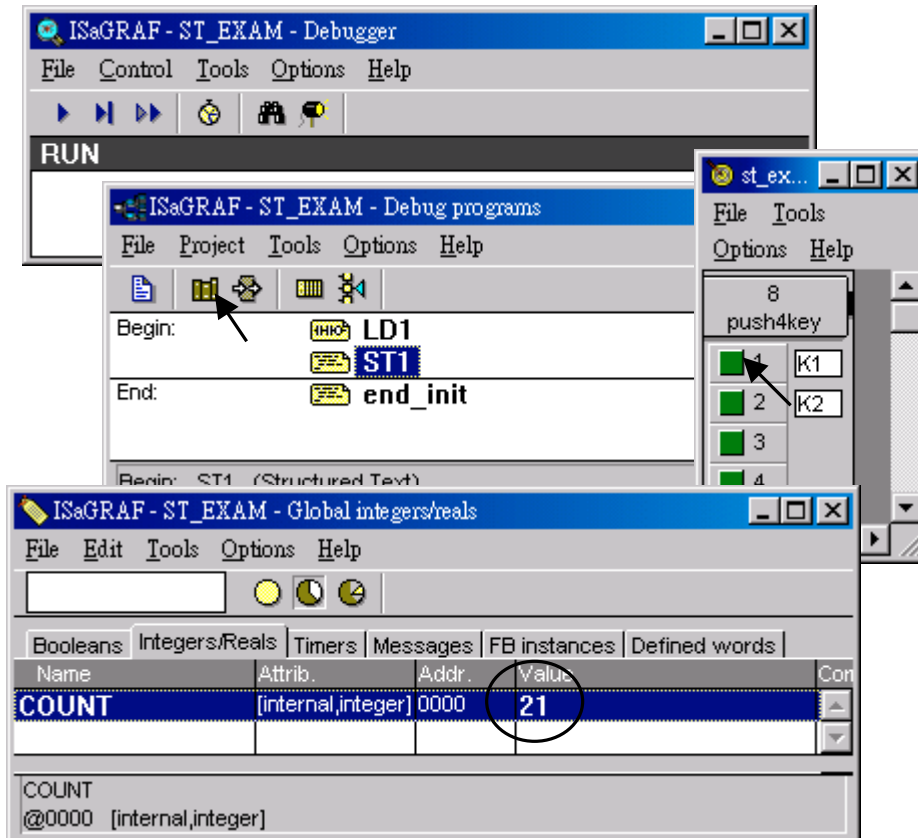 ISaGRAF - ST_EXAM - Debugger
File Control Tools Options Help
RUN
ISaGRAF - ST_EXAM - Debug programs
File Project Tools Options Help
Begin: LD1
ST1
End: end_init
Begin: ST1 (Structured Text)
st_ex...
File Tools
Options Help
8
push4key
1 K1
2 K2
3
4
ISaGRAF - ST_EXAM - Global integers/reals
File Edit Tools Options Help
Booleans Integers/Reals Timers Messages FB instances Defined words
Name Attrib. Addr. Value Con
COUNT [internal,integer] 0000 21
COUNT
@0000 [internal,integer]